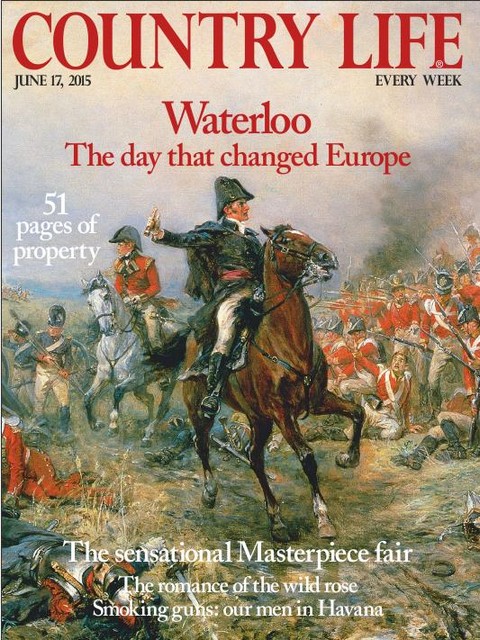 COUNTRY LIFE®
JUNE 17, 2015 EVERY WEEK
Waterloo
The day that changed Europe
51
pages of
property
The sensational Masterpiece fair
The romance of the wild rose
Smoking guns: our men in Havana